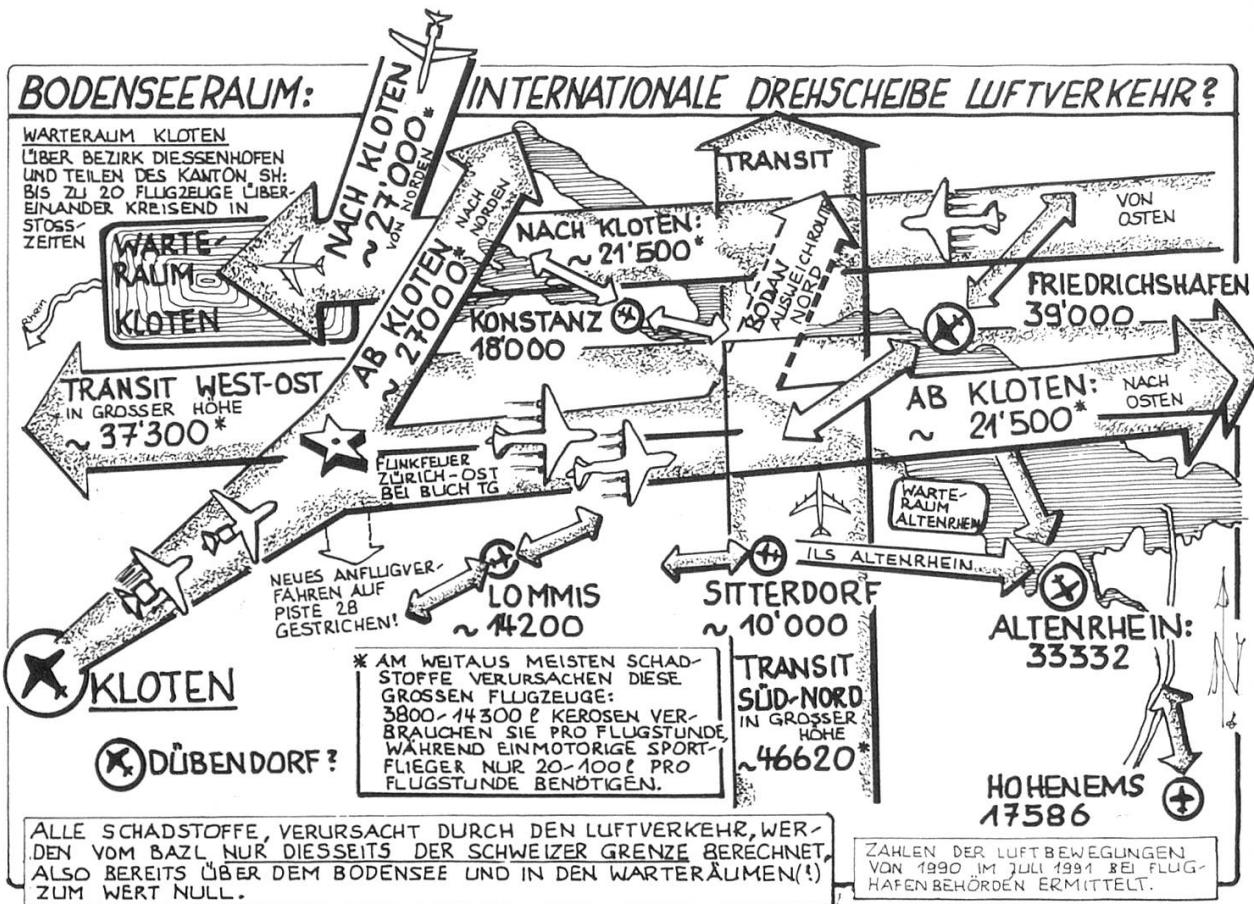 BODENSEERAUM: INTERNATIONALE DREHSCHEIBE LUFTVERKEHR?
WARTERAUM KLOTEN
ÜBER BEZIRK DIESSENHOFEN
UND TEILEN DES KANTON SH:
BIS ZU 20 FLUGZEUGE ÜBER-
EINANDER KREISEND IN
STOSS-
ZEITEN
WARTE-
RAUM
KLOTEN
NACH KLOTEN
~ 27'000*
VON NORDEN
AB KLOTEN
~ 27000*
NACH
NORDEN
NACH KLOTEN:
~ 21'500*
TRANSIT
BODAN
AUSWEICHROUTE
NORD
VON
OSTEN
FRIEDRICHSHAFEN
39'000
KONSTANZ
18'000
TRANSIT WEST-OST
IN GROSSER HÖHE
~ 37'300*
AB KLOTEN:
~ 21'500*
NACH
OSTEN
FUNKFEUER
ZÜRICH-OST
BEI BUCH TG
WARTE-
RAUM
ALTENRHEIN
ILS ALTENRHEIN
NEUES ANFLUGVER-
FAHREN AUF
PISTE 28
GESTRICHEN!
LOMMIS
~ 14200
SITTERDORF
~ 10'000
ALTENRHEIN:
33332
KLOTEN
* AM WEITAUS MEISTEN SCHAD-
STOFFE VERURSACHEN DIESE
GROSSEN FLUGZEUGE:
3800-14300 ℓ KEROSEN VER-
BRAUCHEN SIE PRO FLUGSTUNDE,
WÄHREND EINMOTORIGE SPORT-
FLIEGER NUR 20-100 ℓ PRO
FLUGSTUNDE BENÖTIGEN.
TRANSIT
SÜD-NORD
IN GROSSER
HÖHE
~46620*
N
DÜBENDORF?
HOHENEMS
17586
ALLE SCHADSTOFFE, VERURSACHT DURCH DEN LUFTVERKEHR, WER-
DEN VOM BAZL NUR DIESSEITS DER SCHWEIZER GRENZE BERECHNET,
ALSO BEREITS ÜBER DEM BODENSEE UND IN DEN WARTERÄUMEN(!)
ZUM WERT NULL.
ZAHLEN DER LUFTBEWEGUNGEN
VON 1990 IM JULI 1991 BEI FLUG-
HAFENBEHÖRDEN ERMITTELT.